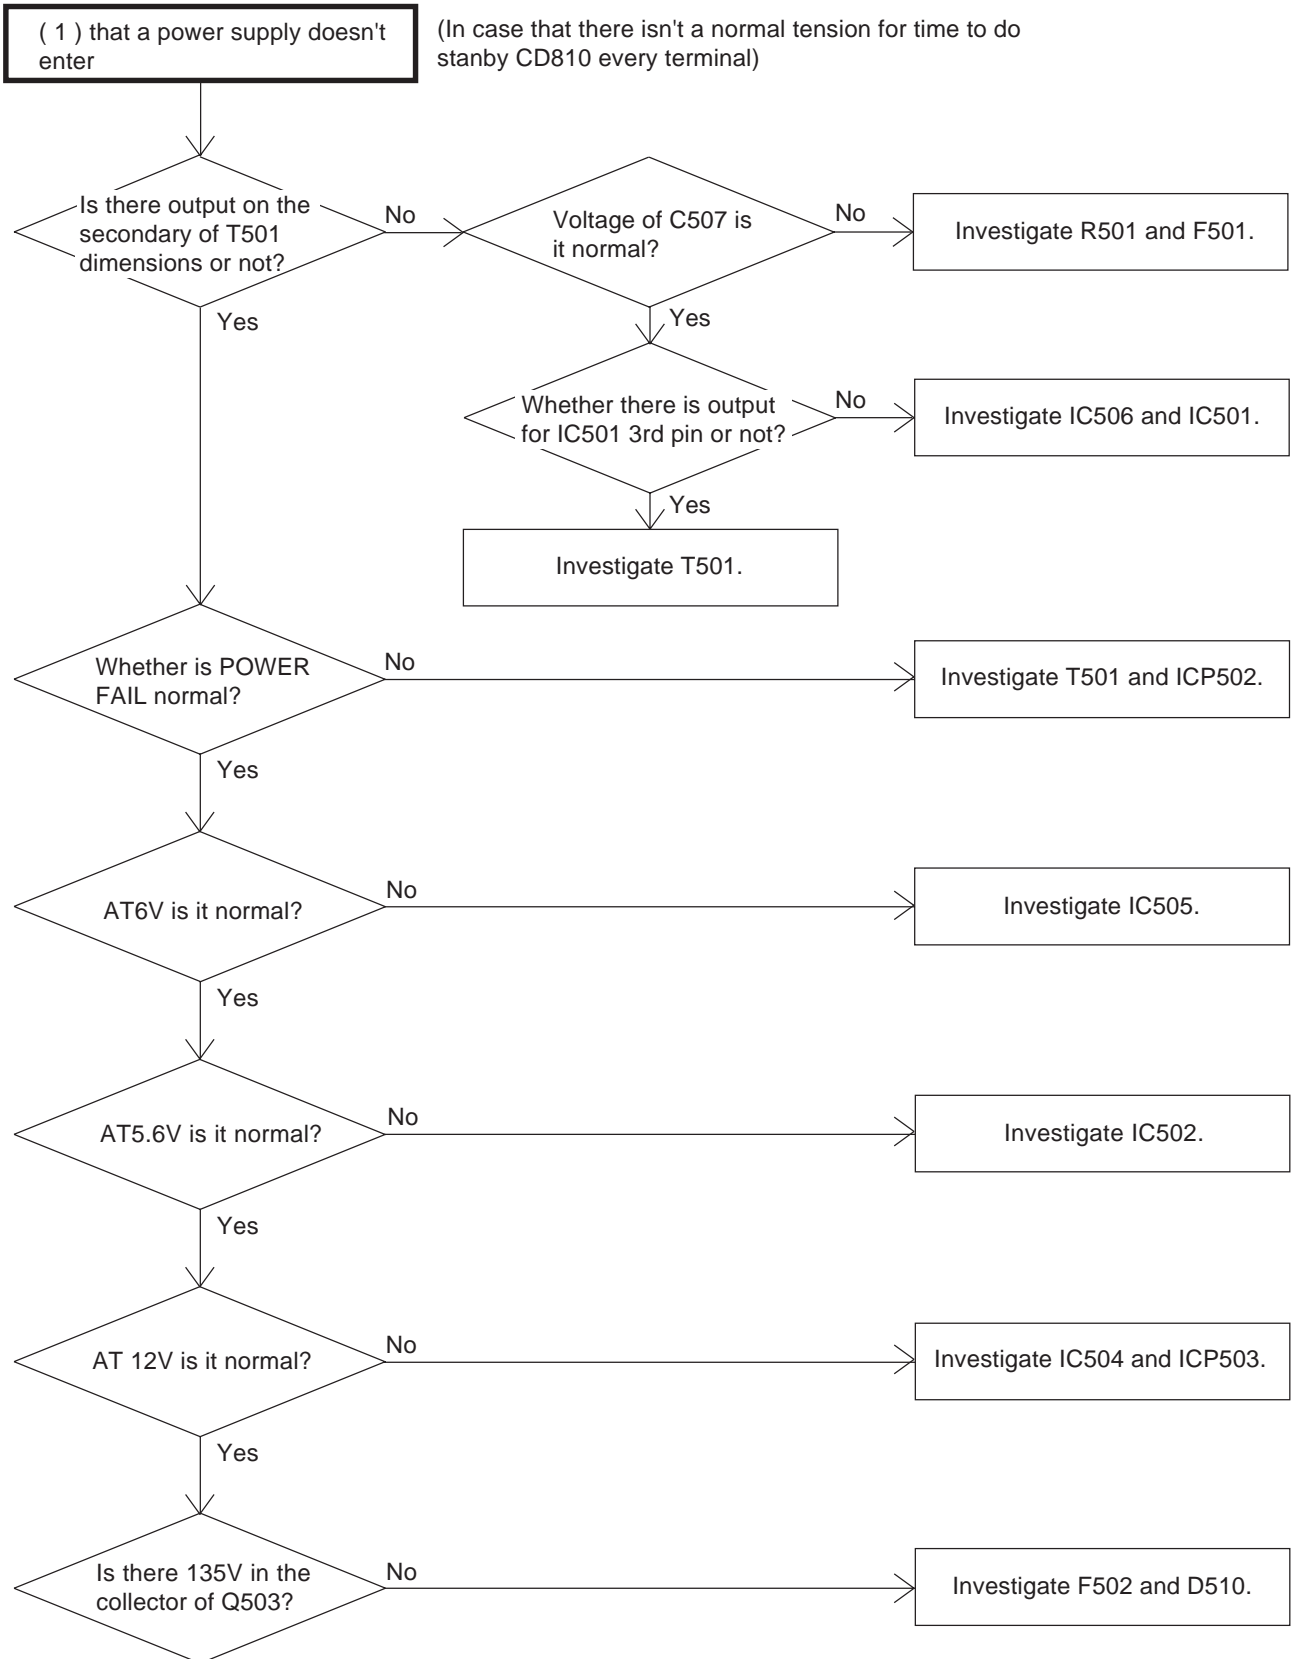 ( 1 ) that a power supply doesn't
enter
(In case that there isn't a normal tension for time to do
stanby CD810 every terminal)
Is there output on the
secondary of T501
dimensions or not?
No
Voltage of C507 is
it normal?
No
Investigate R501 and F501.
Yes
Yes
Whether there is output
for IC501 3rd pin or not?
No
Investigate IC506 and IC501.
Yes
Investigate T501.
Whether is POWER
FAIL normal?
No
Investigate T501 and ICP502.
Yes
AT6V is it normal?
No
Investigate IC505.
Yes
AT5.6V is it normal?
No
Investigate IC502.
Yes
AT 12V is it normal?
No
Investigate IC504 and ICP503.
Yes
Is there 135V in the
collector of Q503?
No
Investigate F502 and D510.